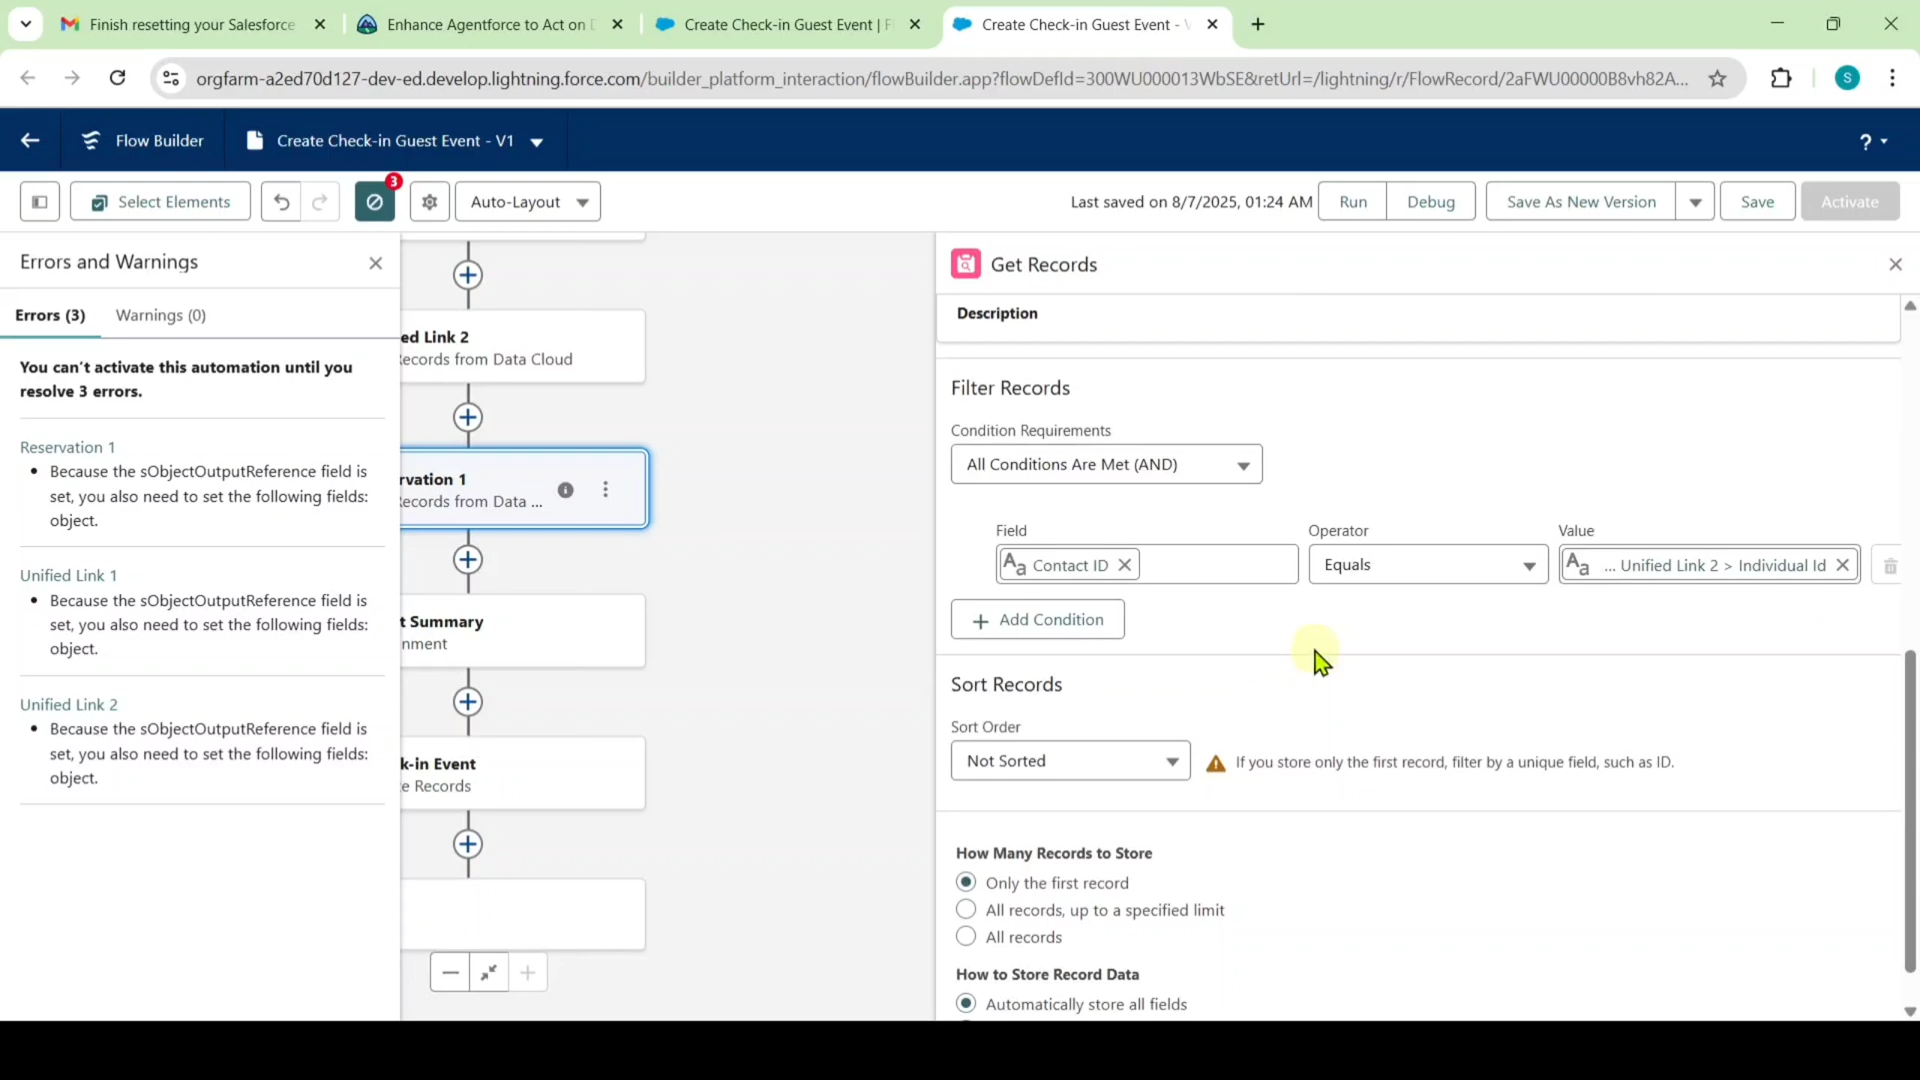 Finish resetting your Salesforce
Enhance Agentforce to Act on
Create Check-in Guest Event | F
Create Check-in Guest Event -
orgfarm-a2ed70d127-dev-ed.develop.lightning.force.com/builder_platform_interaction/flowBuilder.app?flowDefId=300WU000013WbSE&retUrl=/lightning/r/FlowRecord/2aFWU00000B8vh82A...
S
Flow Builder
Create Check-in Guest Event - V1
?
Select Elements
3
Auto-Layout
Last saved on 8/7/2025, 01:24 AM
Run
Debug
Save As New Version
Save
Activate
Errors and Warnings
Errors (3)
Warnings (0)
You can't activate this automation until you
resolve 3 errors.
Reservation 1
• Because the sObjectOutputReference field is
set, you also need to set the following fields:
object.
Unified Link 1
• Because the sObjectOutputReference field is
set, you also need to set the following fields:
object.
Unified Link 2
• Because the sObjectOutputReference field is
set, you also need to set the following fields:
object.
ed Link 2
Records from Data Cloud
rvation 1
Records from Data ...
t Summary
nment
k-in Event
e Records
Get Records
Description
Filter Records
Condition Requirements
All Conditions Are Met (AND)
Field
Operator
Value
Aa Contact ID
Equals
Aa ... Unified Link 2 > Individual Id
+ Add Condition
Sort Records
Sort Order
Not Sorted
If you store only the first record, filter by a unique field, such as ID.
How Many Records to Store
Only the first record
All records, up to a specified limit
All records
How to Store Record Data
Automatically store all fields